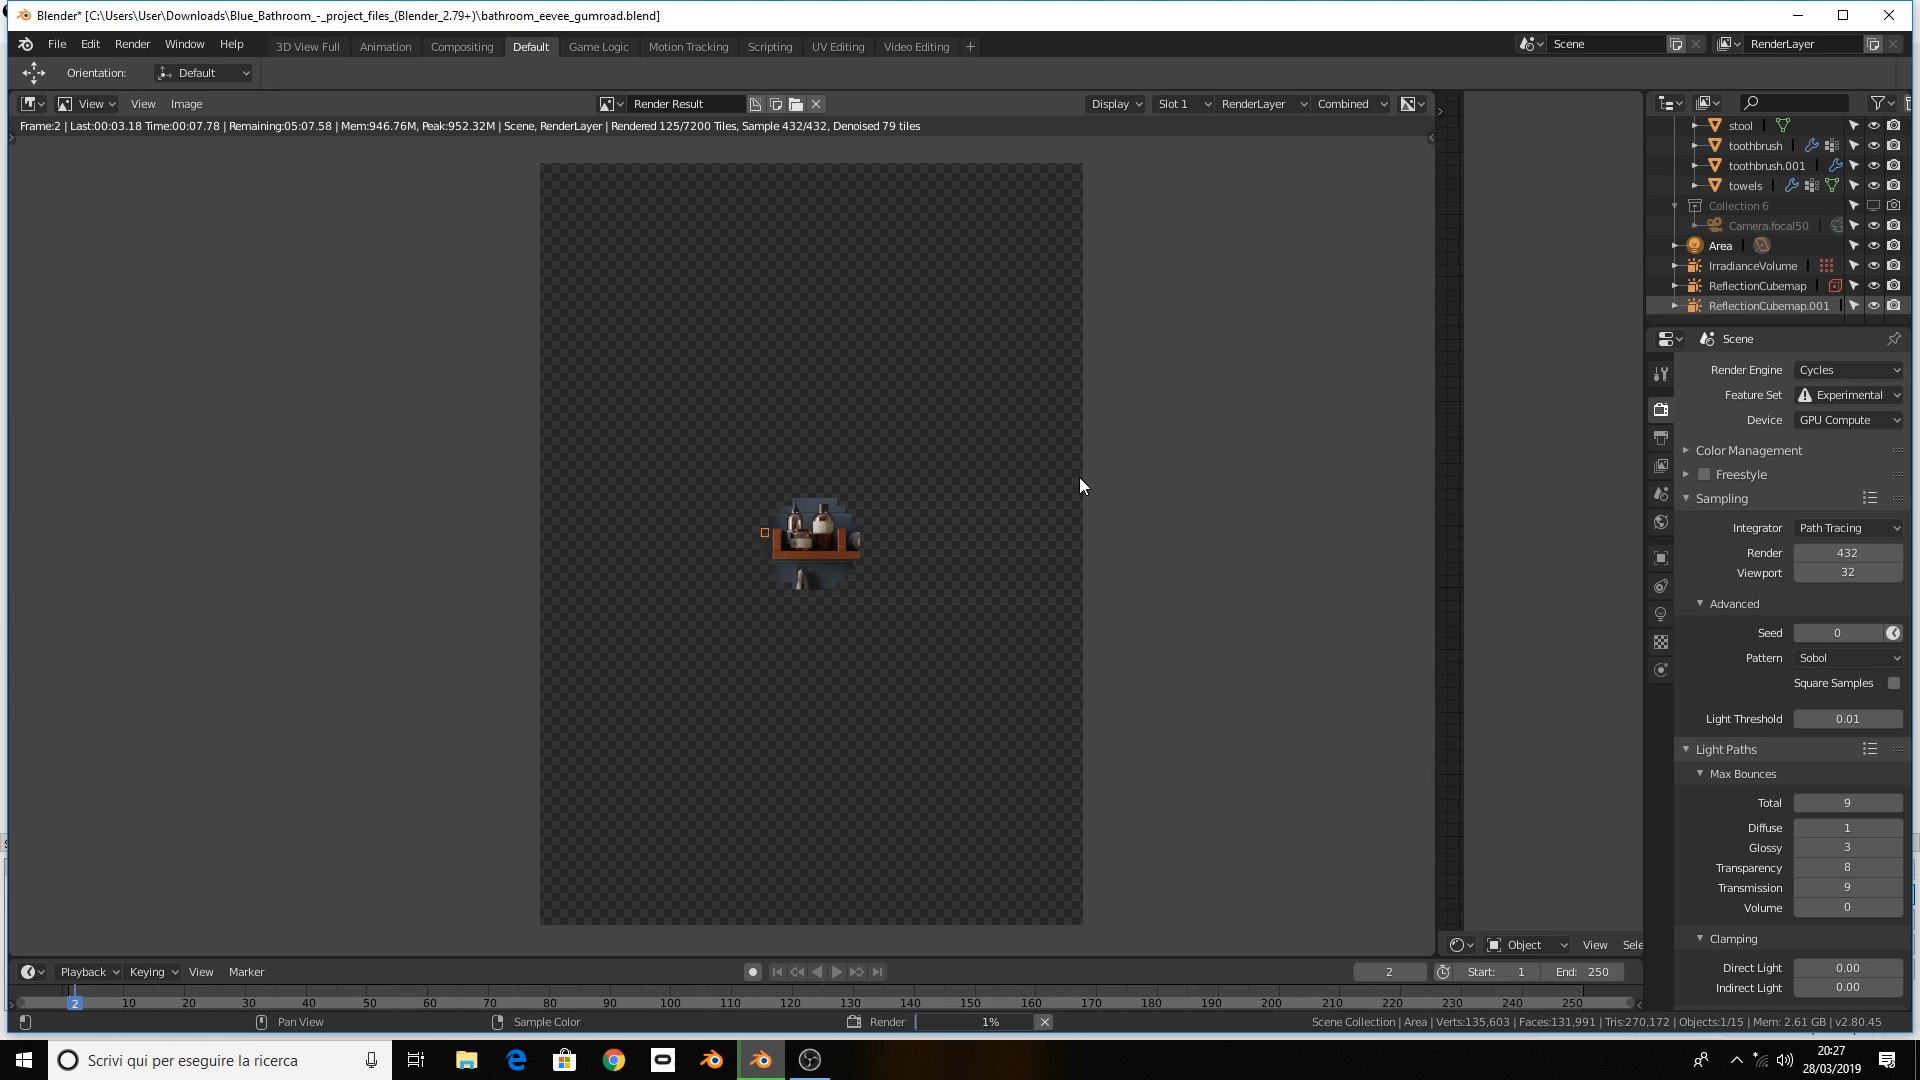 Blender* [C:\Users\User\Downloads\Blue_Bathroom_-_project_files_(Blender_2.79+)\bathroom_eevee_gumroad.blend]
File Edit Render Window Help 3D View Full Animation Compositing Default Game Logic Motion Tracking Scripting UV Editing Video Editing + Scene RenderLayer
Orientation: Default
View View Image Render Result Display Slot 1 RenderLayer Combined
Frame:2 | Last:00:03.18 Time:00:07.78 | Remaining:05:07.58 | Mem:946.76M, Peak:952.32M | Scene, RenderLayer | Rendered 125/7200 Tiles, Sample 432/432, Denoised 79 tiles
stool
toothbrush
toothbrush.001
towels
Collection 6
Camera.focal50
Area
IrradianceVolume
ReflectionCubemap
ReflectionCubemap.001
Scene
Render Engine Cycles
Feature Set Experimental
Device GPU Compute
Color Management
Freestyle
Sampling
Integrator Path Tracing
Render 432
Viewport 32
Advanced
Seed 0
Pattern Sobol
Square Samples
Light Threshold 0.01
Light Paths
Max Bounces
Total 9
Diffuse 1
Glossy 3
Transparency 8
Transmission 9
Volume 0
Clamping
Direct Light 0.00
Indirect Light 0.00
Object View Sele
Playback Keying View Marker 2 Start: 1 End: 250
2 10 20 30 40 50 60 70 80 90 100 110 120 130 140 150 160 170 180 190 200 210 220 230 240 250
Pan View Sample Color Render 1% Scene Collection | Area | Verts:135,603 | Faces:131,991 | Tris:270,172 | Objects:1/15 | Mem: 2.61 GB | v2.80.45
Scrivi qui per eseguire la ricerca
20:27
28/03/2019